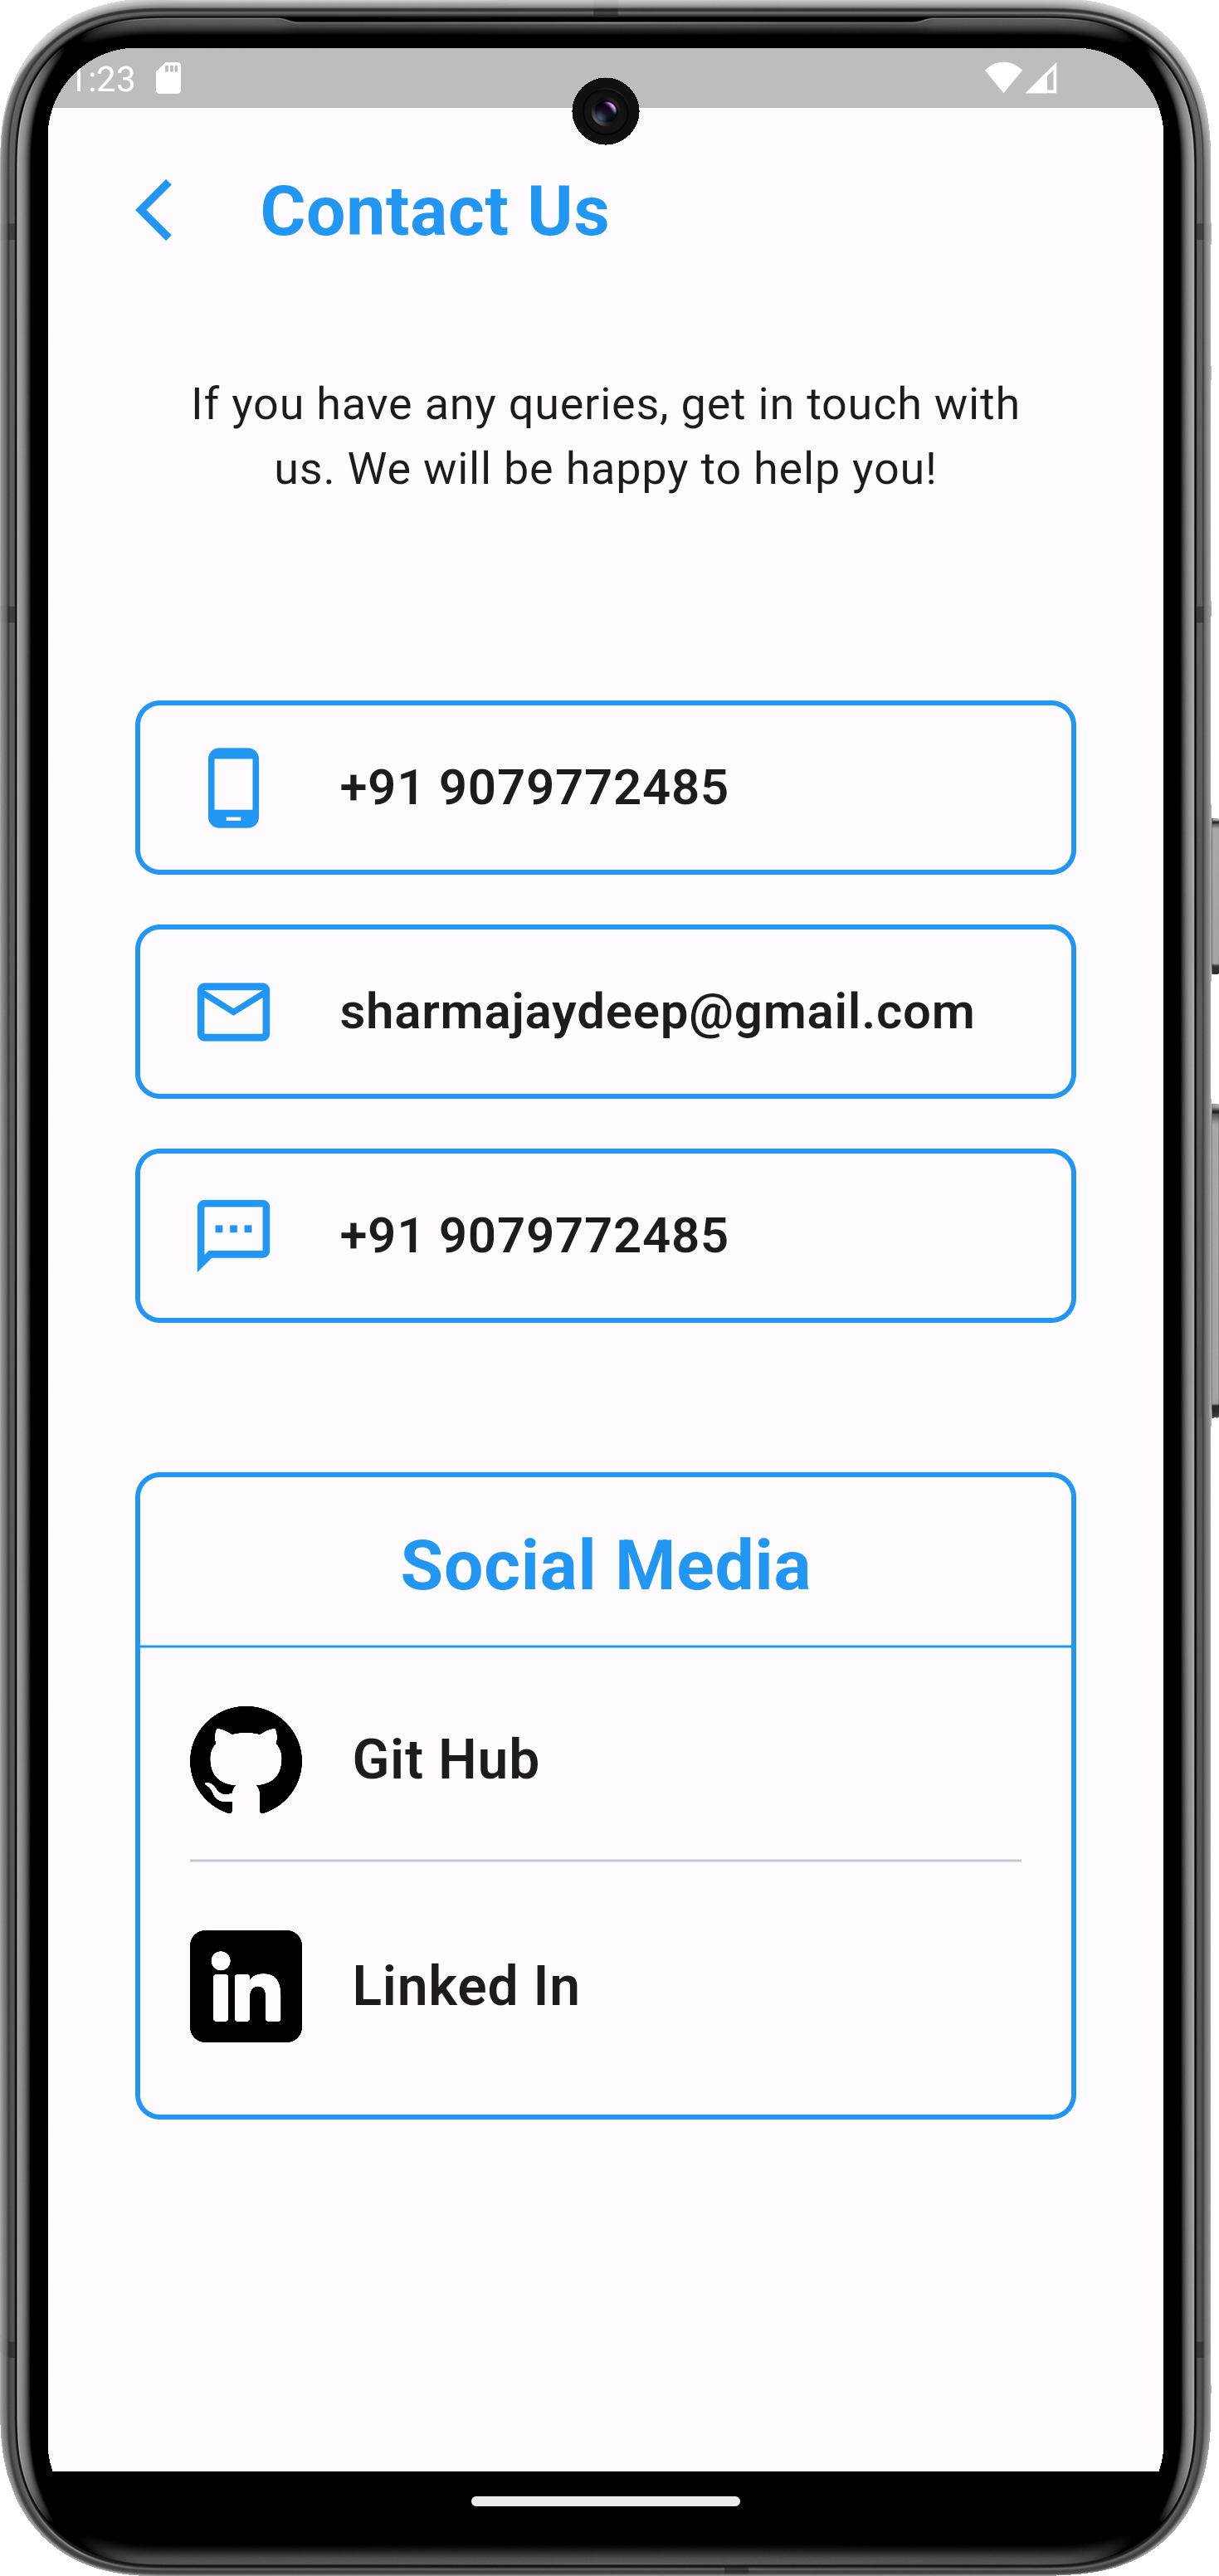 1:23
Contact Us
If you have any queries, get in touch with
us. We will be happy to help you!
+91 9079772485
sharmajaydeep@gmail.com
+91 9079772485
Social Media
Git Hub
in
Linked In